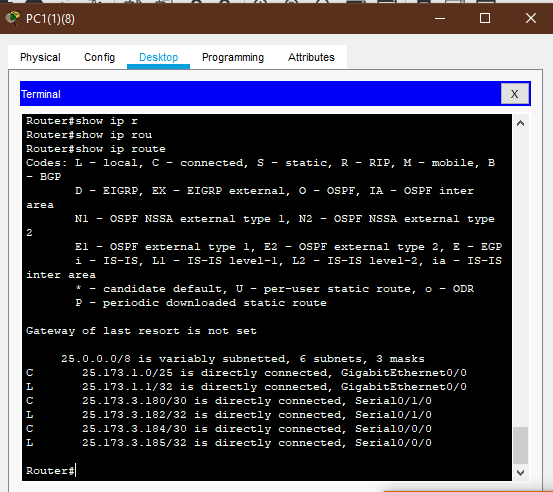 PC1(1)(8)
Physical Config Desktop Programming Attributes
Terminal X
Router#show ip r
Router#show ip rou
Router#show ip route
Codes: L - local, C - connected, S - static, R - RIP, M - mobile, B
- BGP
D - EIGRP, EX - EIGRP external, O - OSPF, IA - OSPF inter
area
N1 - OSPF NSSA external type 1, N2 - OSPF NSSA external type
2
E1 - OSPF external type 1, E2 - OSPF external type 2, E - EGP
i - IS-IS, L1 - IS-IS level-1, L2 - IS-IS level-2, ia - IS-IS
inter area
* - candidate default, U - per-user static route, o - ODR
P - periodic downloaded static route
Gateway of last resort is not set
25.0.0.0/8 is variably subnetted, 6 subnets, 3 masks
C 25.173.1.0/25 is directly connected, GigabitEthernet0/0
L 25.173.1.1/32 is directly connected, GigabitEthernet0/0
C 25.173.3.180/30 is directly connected, Serial0/1/0
L 25.173.3.182/32 is directly connected, Serial0/1/0
C 25.173.3.184/30 is directly connected, Serial0/0/0
L 25.173.3.185/32 is directly connected, Serial0/0/0
Router#